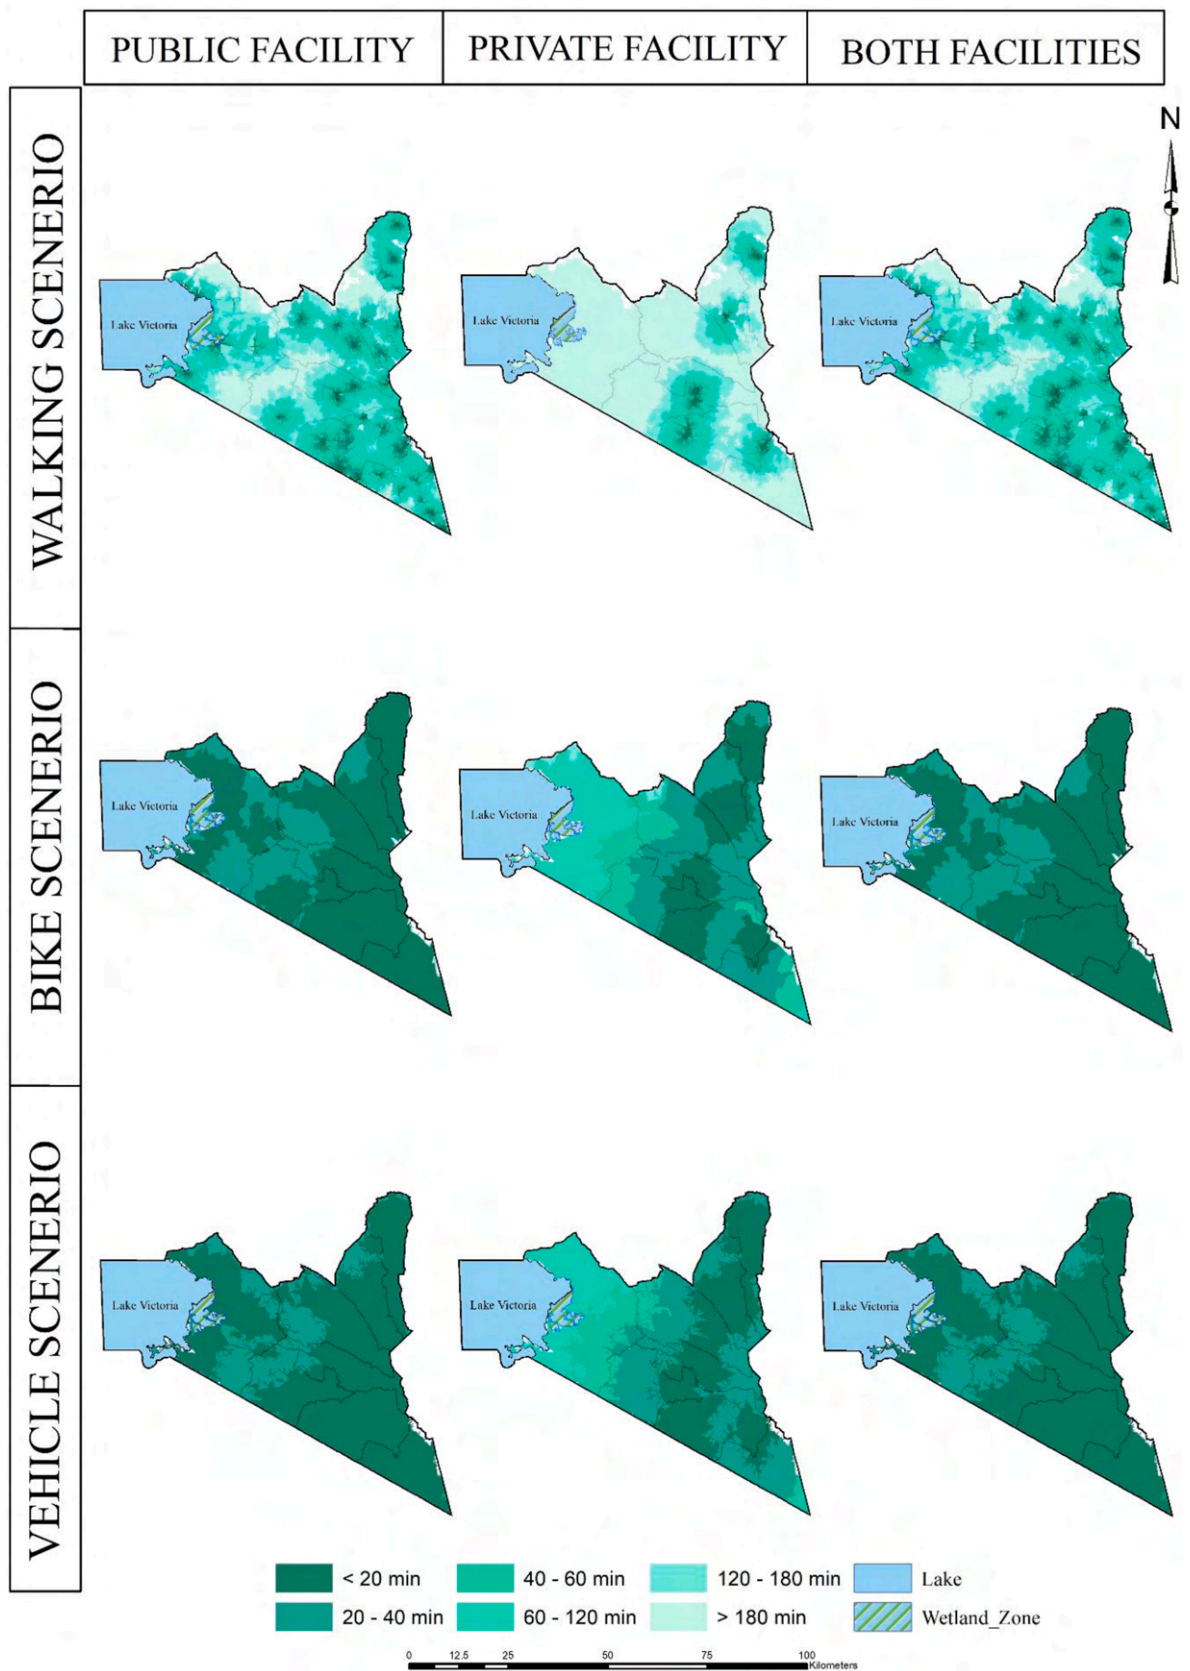 PUBLIC FACILITY
PRIVATE FACILITY
BOTH FACILITIES
N
WALKING SCENERIO
Lake Victoria
Lake Victoria
Lake Victoria
BIKE SCENERIO
Lake Victoria
Lake Victoria
Lake Victoria
VEHICLE SCENERIO
Lake Victoria
Lake Victoria
Lake Victoria
< 20 min
40 - 60 min
120 - 180 min
Lake
20 - 40 min
60 - 120 min
> 180 min
Wetland_Zone
0 12.5 25 50 75 100
Kilometers